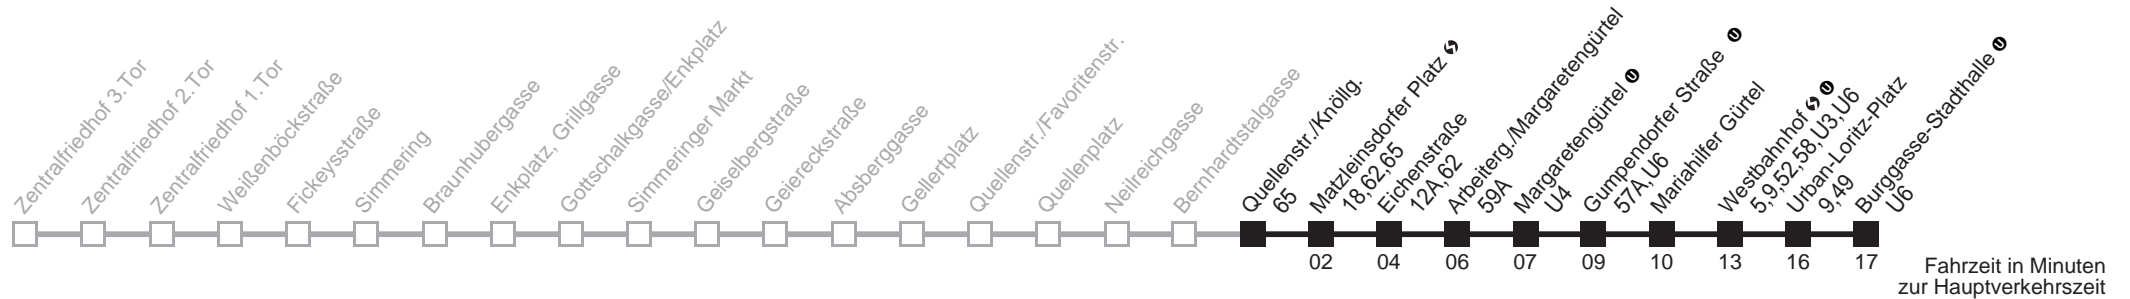 Zentralfriedhof 3.Tor
Zentralfriedhof 2.Tor
Zentralfriedhof 1.Tor
Weißenböckstraße
Fickeysstraße
Simmering
Braunhubergasse
Enkplatz, Grillgasse
Gottschalkgasse/Enkplatz
Simmeringer Markt
Geiselbergstraße
Geiereckstraße
Absberggasse
Gellertplatz
Quellenstr./Favoritenstr.
Quellenplatz
Neilreichgasse
Bernhardtstalgasse
Quellenstr./Knöllg.
65
Matzleinsdorfer Platz
18,62,65
Eichenstraße
12A,62
Arbeiterg./Margaretengürtel
59A
Margaretengürtel U
U4
Gumpendorfer Straße U
57A,U6
Mariahilfer Gürtel
Westbahnhof U
5,9,52,58,U3,U6
Urban-Loritz-Platz
9,49
Burggasse-Stadthalle U
U6
02 04 06 07 09 10 13 16 17
Fahrzeit in Minuten
zur Hauptverkehrszeit